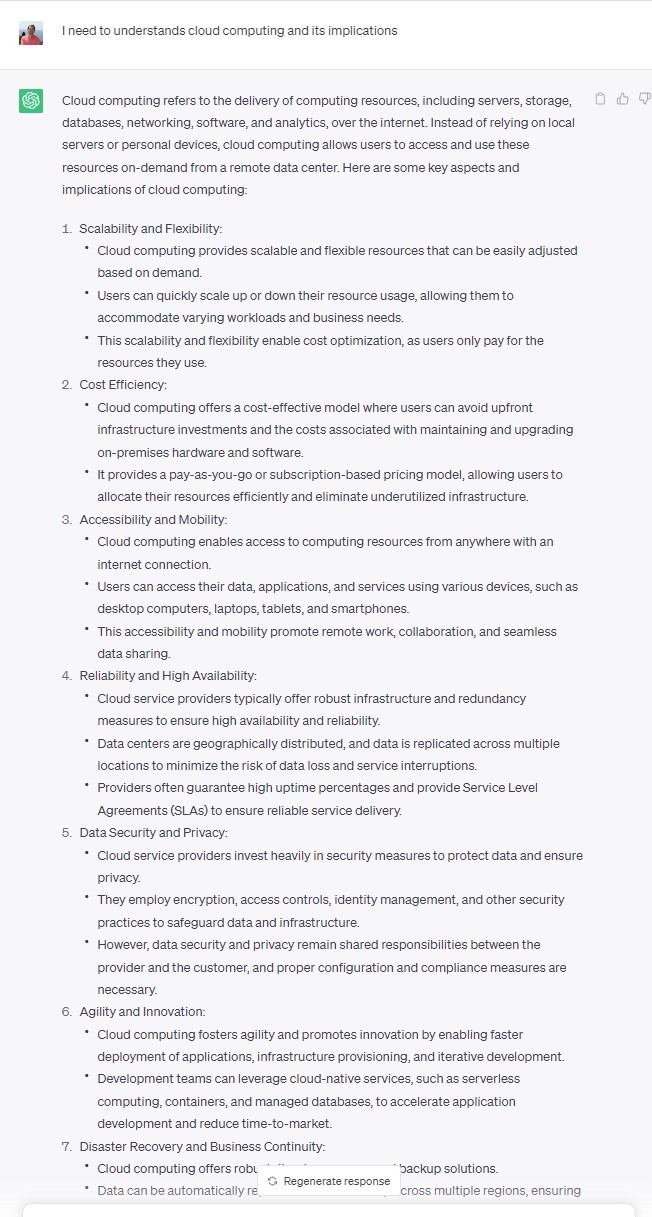 I need to understands cloud computing and its implications
Cloud computing refers to the delivery of computing resources, including servers, storage,
databases, networking, software, and analytics, over the internet. Instead of relying on local
servers or personal devices, cloud computing allows users to access and use these
resources on-demand from a remote data center. Here are some key aspects and
implications of cloud computing:
1. Scalability and Flexibility:
• Cloud computing provides scalable and flexible resources that can be easily adjusted
based on demand.
• Users can quickly scale up or down their resource usage, allowing them to
accommodate varying workloads and business needs.
• This scalability and flexibility enable cost optimization, as users only pay for the
resources they use.
2. Cost Efficiency:
• Cloud computing offers a cost-effective model where users can avoid upfront
infrastructure investments and the costs associated with maintaining and upgrading
on-premises hardware and software.
• It provides a pay-as-you-go or subscription-based pricing model, allowing users to
allocate their resources efficiently and eliminate underutilized infrastructure.
3. Accessibility and Mobility:
• Cloud computing enables access to computing resources from anywhere with an
internet connection.
• Users can access their data, applications, and services using various devices, such as
desktop computers, laptops, tablets, and smartphones.
• This accessibility and mobility promote remote work, collaboration, and seamless
data sharing.
4. Reliability and High Availability:
• Cloud service providers typically offer robust infrastructure and redundancy
measures to ensure high availability and reliability.
• Data centers are geographically distributed, and data is replicated across multiple
locations to minimize the risk of data loss and service interruptions.
• Providers often guarantee high uptime percentages and provide Service Level
Agreements (SLAs) to ensure reliable service delivery.
5. Data Security and Privacy:
• Cloud service providers invest heavily in security measures to protect data and ensure
privacy.
• They employ encryption, access controls, identity management, and other security
practices to safeguard data and infrastructure.
• However, data security and privacy remain shared responsibilities between the
provider and the customer, and proper configuration and compliance measures are
necessary.
6. Agility and Innovation:
• Cloud computing fosters agility and promotes innovation by enabling faster
deployment of applications, infrastructure provisioning, and iterative development.
• Development teams can leverage cloud-native services, such as serverless
computing, containers, and managed databases, to accelerate application
development and reduce time-to-market.
7. Disaster Recovery and Business Continuity:
• Cloud computing offers backup solutions.
Regenerate response
• Data can be automatically across multiple regions, ensuring